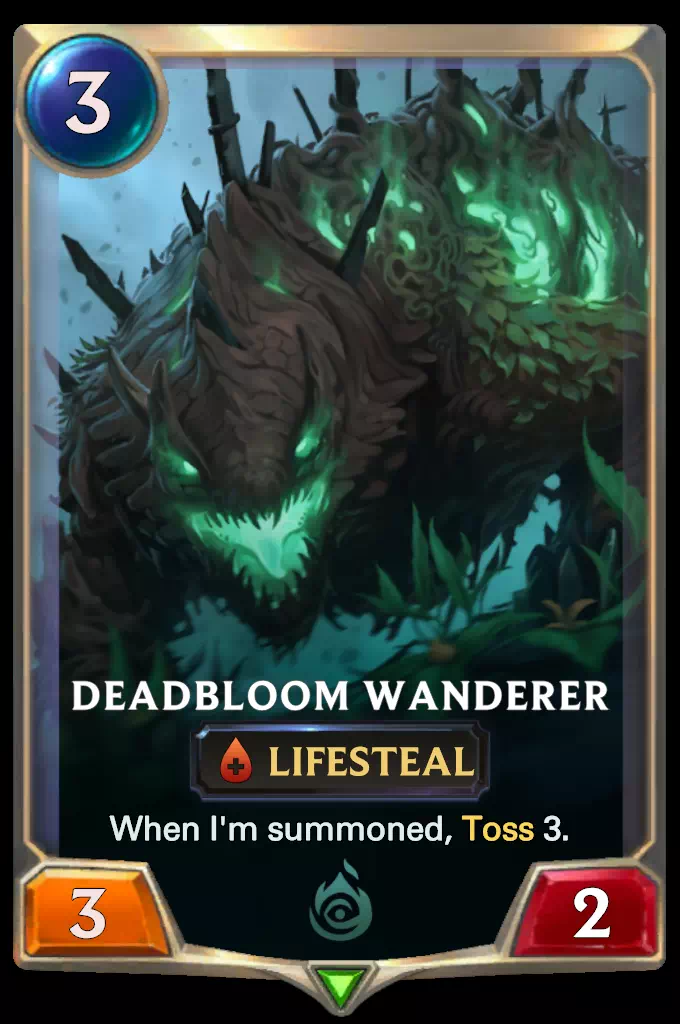 3
DEADBLOOM WANDERER
LIFESTEAL
When I'm summoned, Toss 3.
3
2